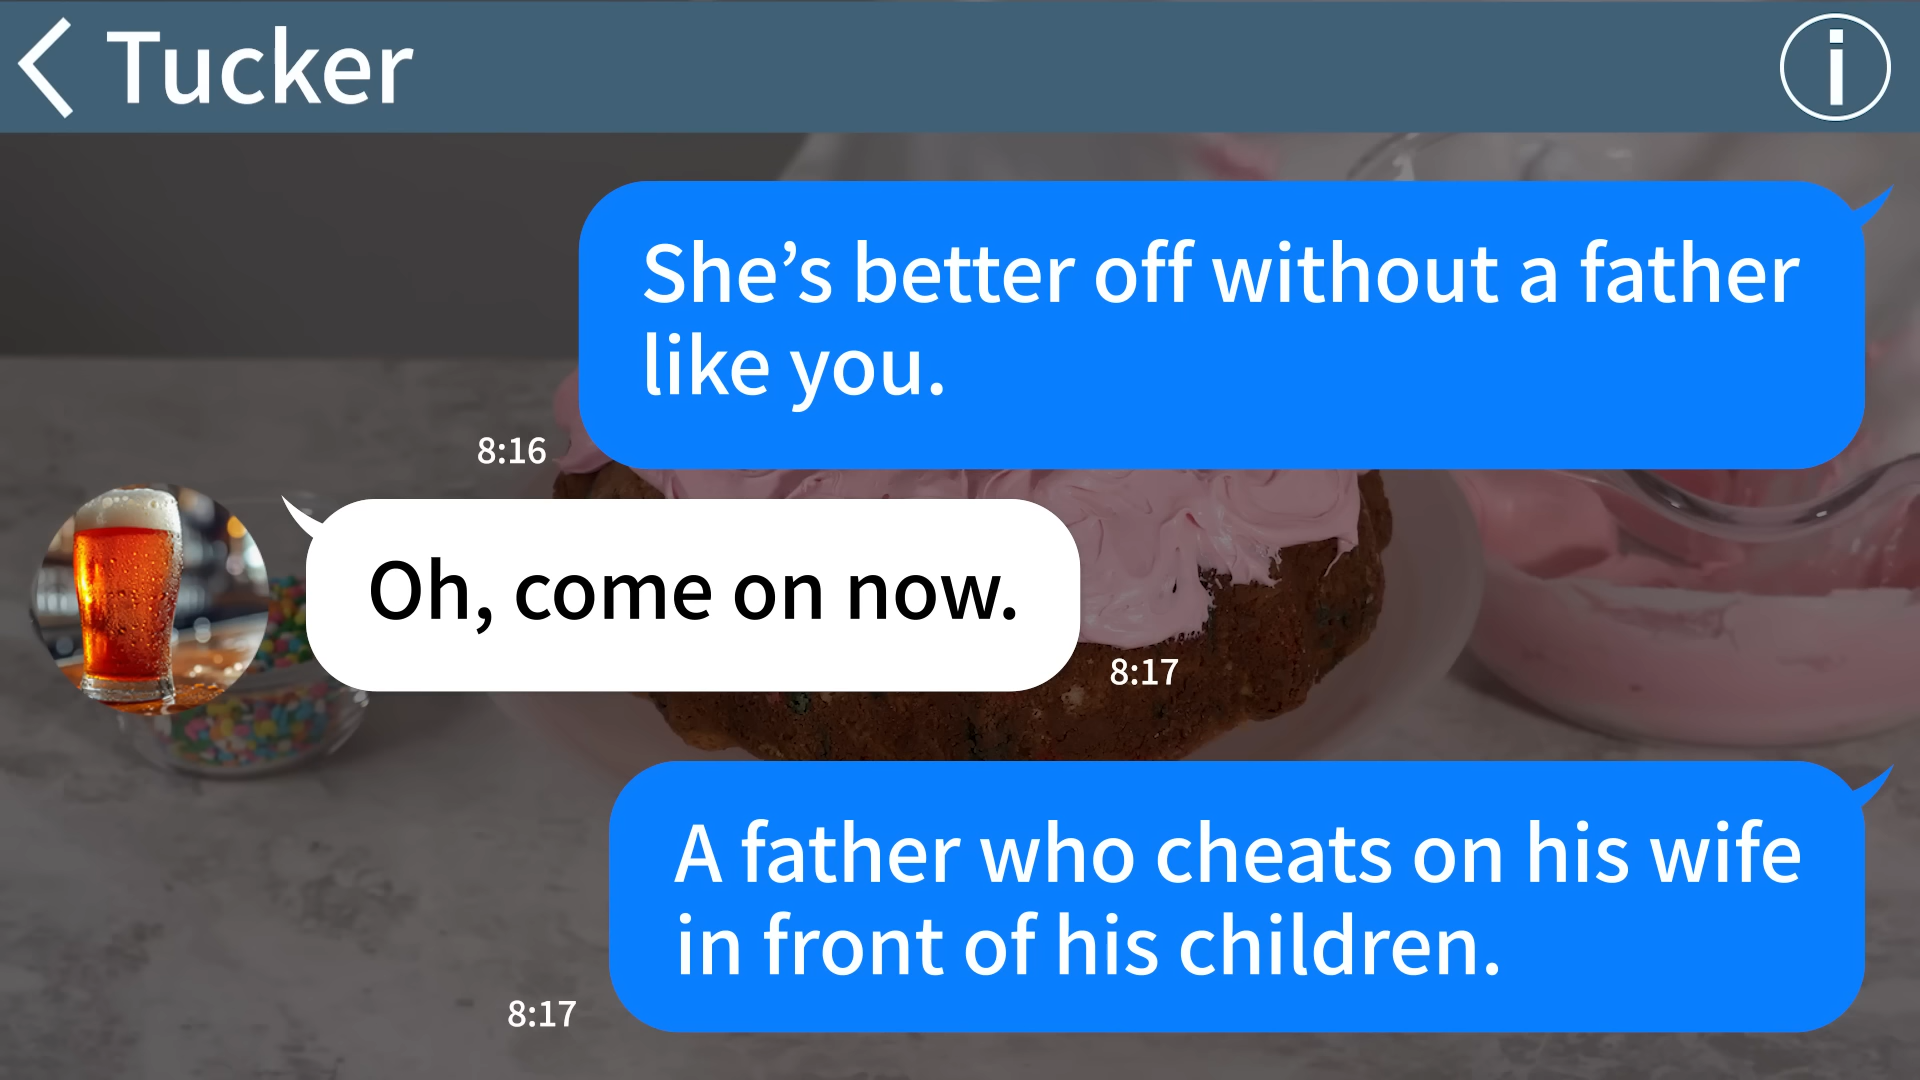 Tucker
She’s better off without a father
like you.
8:16
Oh, come on now.
8:17
A father who cheats on his wife
in front of his children.
8:17